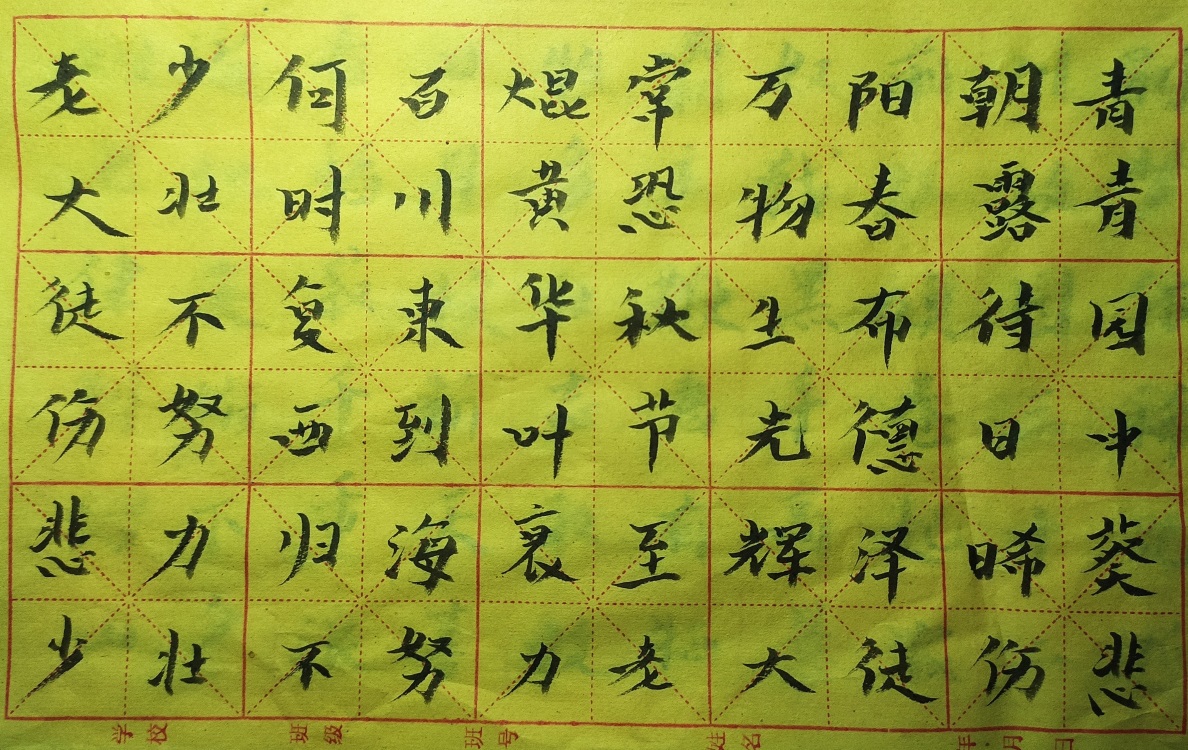 青青园中葵悲
朝露待日晞伤
阳春布德泽徒
万物生光辉大
常恐秋节至老
焜黄华叶衰力
百川東到海努
何时复西归不
少壮不努力壮
老大徒伤悲少
学校 班级 班号 姓名 年 月 日